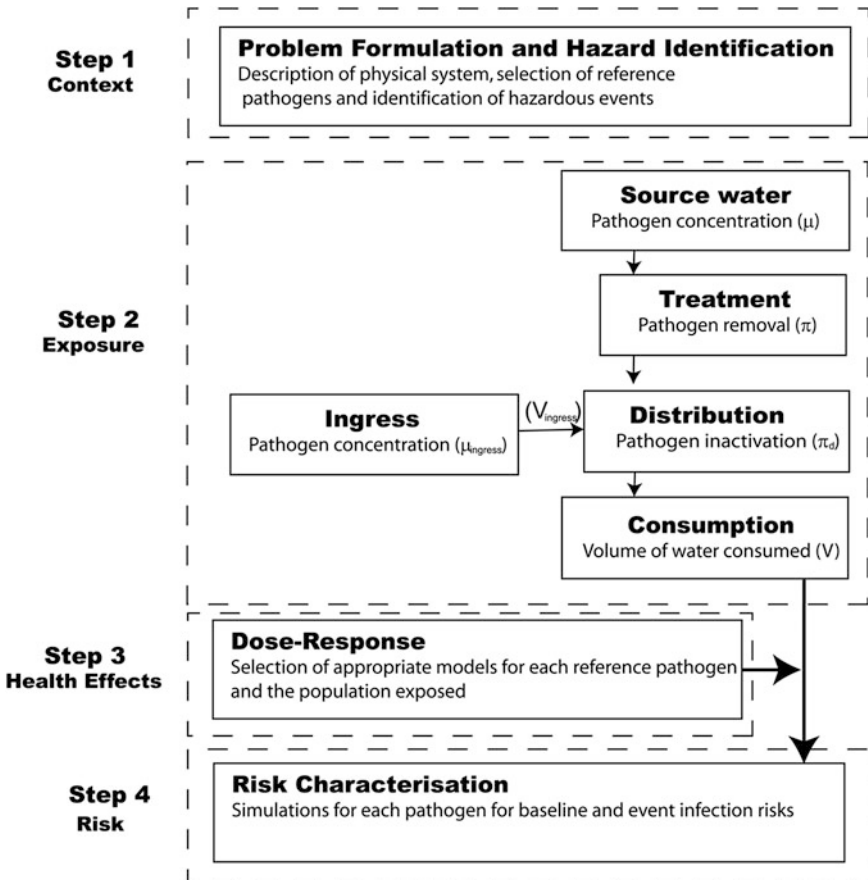 Step 1
Context
Problem Formulation and Hazard Identification
Description of physical system, selection of reference
pathogens and identification of hazardous events
Step 2
Exposure
Source water
Pathogen concentration (μ)
Treatment
Pathogen removal (π)
Ingress
Pathogen concentration (μingress)
(Vingress)
Distribution
Pathogen inactivation (πd)
Consumption
Volume of water consumed (V)
Step 3
Health Effects
Dose-Response
Selection of appropriate models for each reference pathogen
and the population exposed
Step 4
Risk
Risk Characterisation
Simulations for each pathogen for baseline and event infection risks